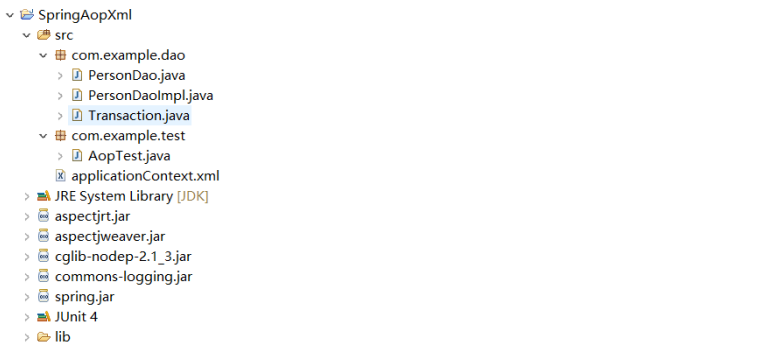 SpringAopXml
src
com.example.dao
PersonDao.java
PersonDaoImpl.java
Transaction.java
com.example.test
AopTest.java
applicationContext.xml
JRE System Library [JDK]
aspectjrt.jar
aspectjweaver.jar
cglib-nodep-2.1_3.jar
commons-logging.jar
spring.jar
JUnit 4
lib